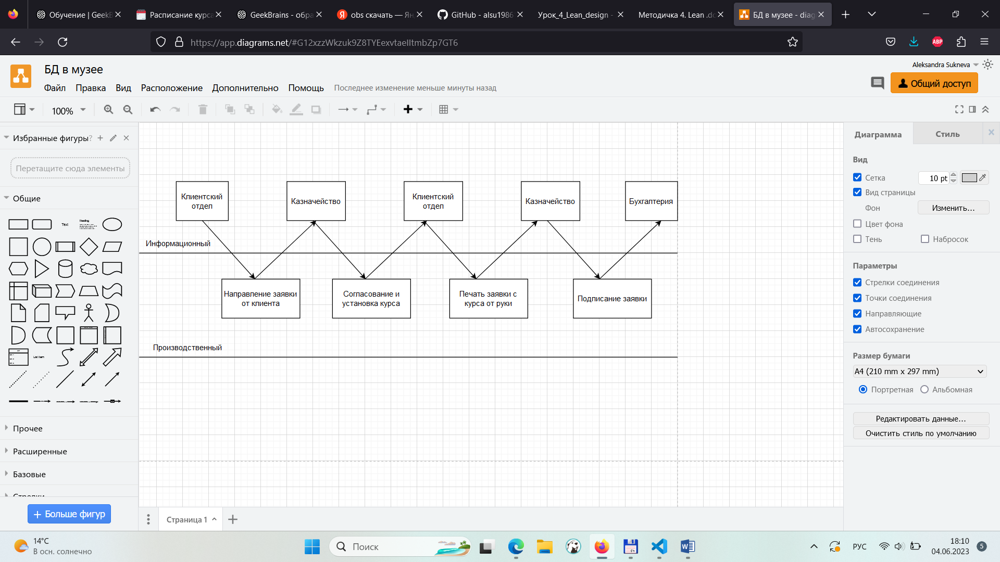 Обучение | GeekB
Расписание курса
GeekBrains - обра
obs скачать — Ян
GitHub - alsu1986
Урок_4_Lean_design -
Методичка 4. Lean .do
БД в музее - diag
https://app.diagrams.net/#G12xzzWkzuk9Z8TYEexvtaeIItmbZp7GT6
ABP
БД в музее
Aleksandra Sukneva
Файл Правка Вид Расположение Дополнительно Помощь Последнее изменение меньше минуты назад
Общий доступ
100%
Избранные фигуры?
Перетащите сюда элементы
Общие
Text
Heading
List Item
Прочее
Расширенные
Базовые
Стрелки
+ Больше фигур
Клиентский
отдел
Казначейство
Клиентский
отдел
Казначейство
Бухгалтерия
Информационный
Направление заявки
от клиента
Согласование и
установка курса
Печать заявки с
курса от руки
Подписание заявки
Производственный
Страница 1
Диаграмма
Стиль
Вид
Сетка
10 pt
Вид страницы
Фон
Изменить...
Цвет фона
Тень
Набросок
Параметры
Стрелки соединения
Точки соединения
Направляющие
Автосохранение
Размер бумаги
A4 (210 mm x 297 mm)
Портретная
Альбомная
Редактировать данные...
Очистить стиль по умолчанию
14°C
В осн. солнечно
Поиск
64
РУС
18:10
04.06.2023
5